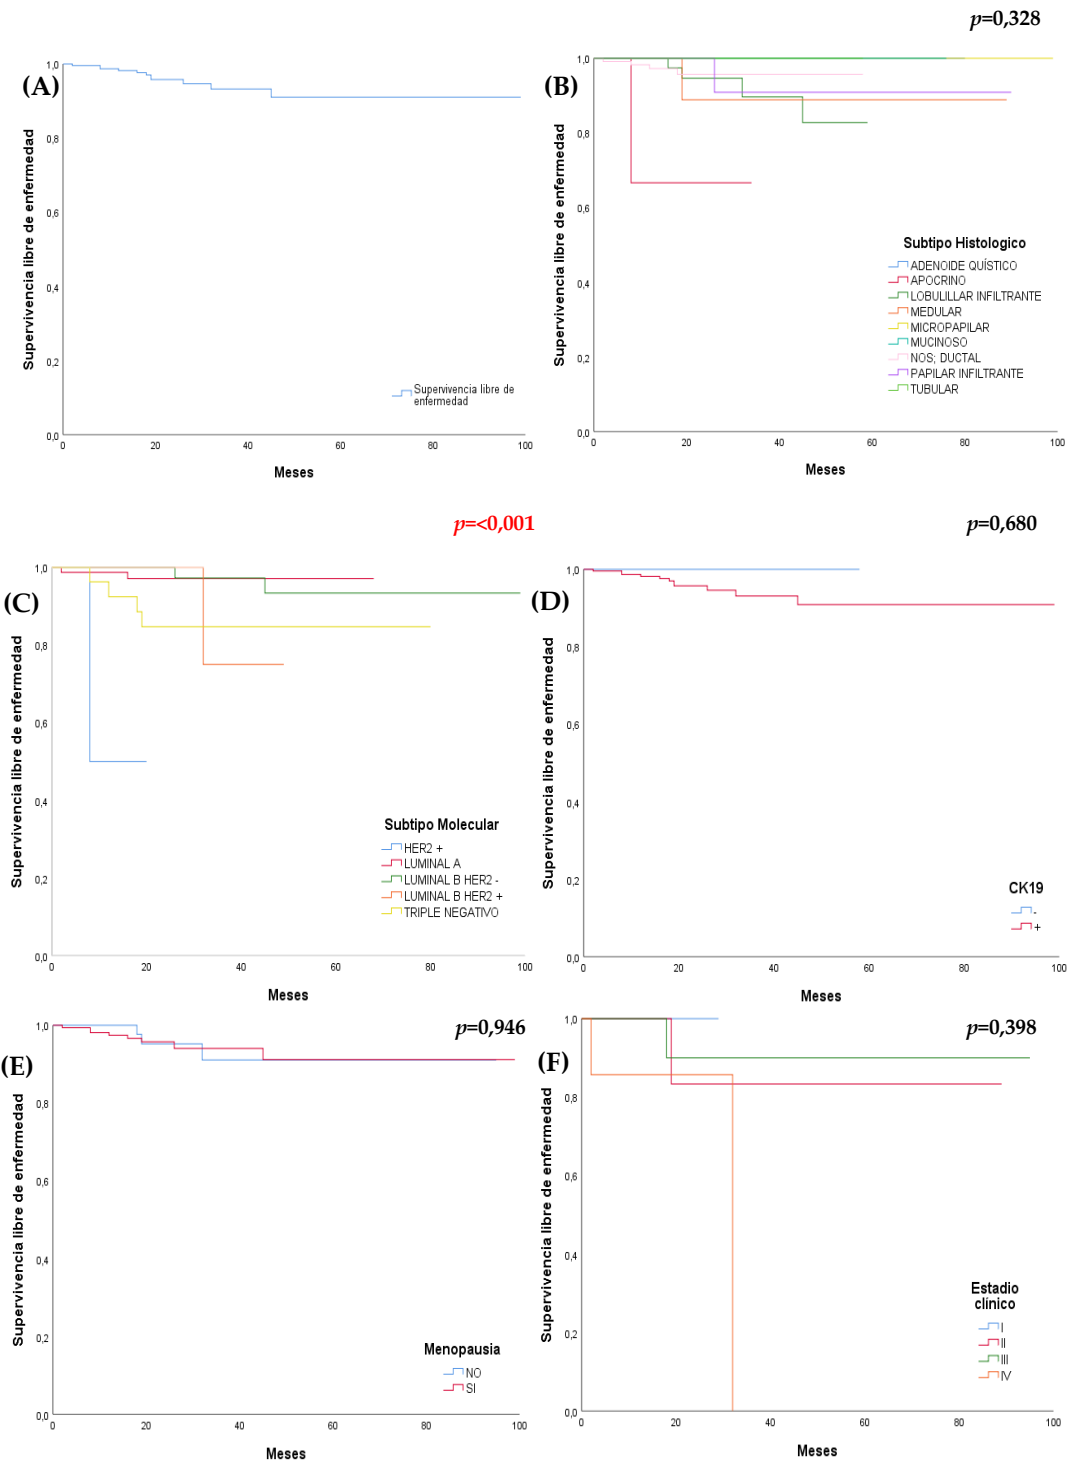 p=0,328
(A)
Supervivencia libre de enfermedad
1,0
0,8
0,6
0,4
0,2
0,0
0 20 40 60 80 100
Meses
Supervivencia libre de
enfermedad
(B)
Supervivencia libre de enfermedad
1,0
0,8
0,6
0,4
0,2
0,0
0 20 40 60 80 100
Meses
Subtipo Histologico
ADENOIDE QUÍSTICO
APOCRINO
LOBULILLAR INFILTRANTE
MEDULAR
MICROPAPILAR
MUCINOSO
NOS; DUCTAL
PAPILAR INFILTRANTE
TUBULAR
p=<0,001
(C)
Supervivencia libre de enfermedad
1,0
0,8
0,6
0,4
0,2
0,0
0 20 40 60 80 100
Meses
Subtipo Molecular
HER2 +
LUMINAL A
LUMINAL B HER2 -
LUMINAL B HER2 +
TRIPLE NEGATIVO
p=0,680
(D)
Supervivencia libre de enfermedad
1,0
0,8
0,6
0,4
0,2
0,0
0 20 40 60 80 100
Meses
CK19
-
+
p=0,946
(E)
Supervivencia libre de enfermedad
1,0
0,8
0,6
0,4
0,2
0,0
0 20 40 60 80 100
Meses
Menopausia
NO
SI
p=0,398
(F)
Supervivencia libre de enfermedad
1,0
0,8
0,6
0,4
0,2
0,0
0 20 40 60 80 100
Meses
Estadio
clínico
I
II
III
IV